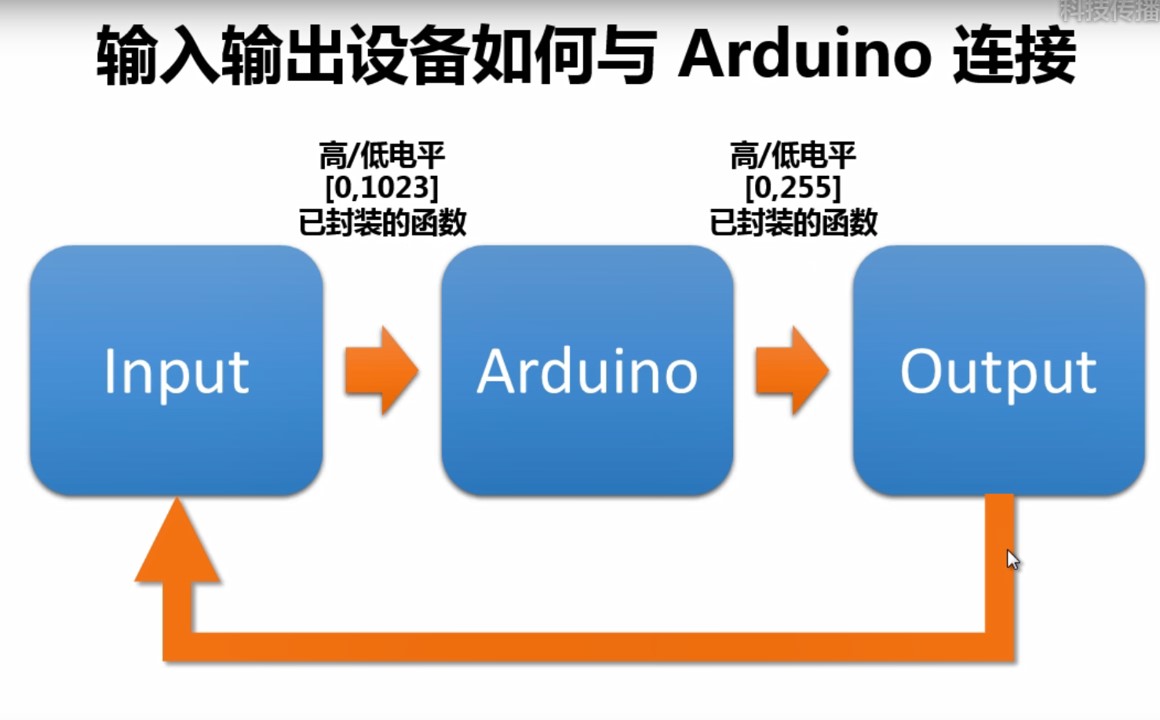 科技传播
输入输出设备如何与 Arduino 连接
高/低电平
[0,1023]
已封装的函数
高/低电平
[0,255]
已封装的函数
Input
Arduino
Output